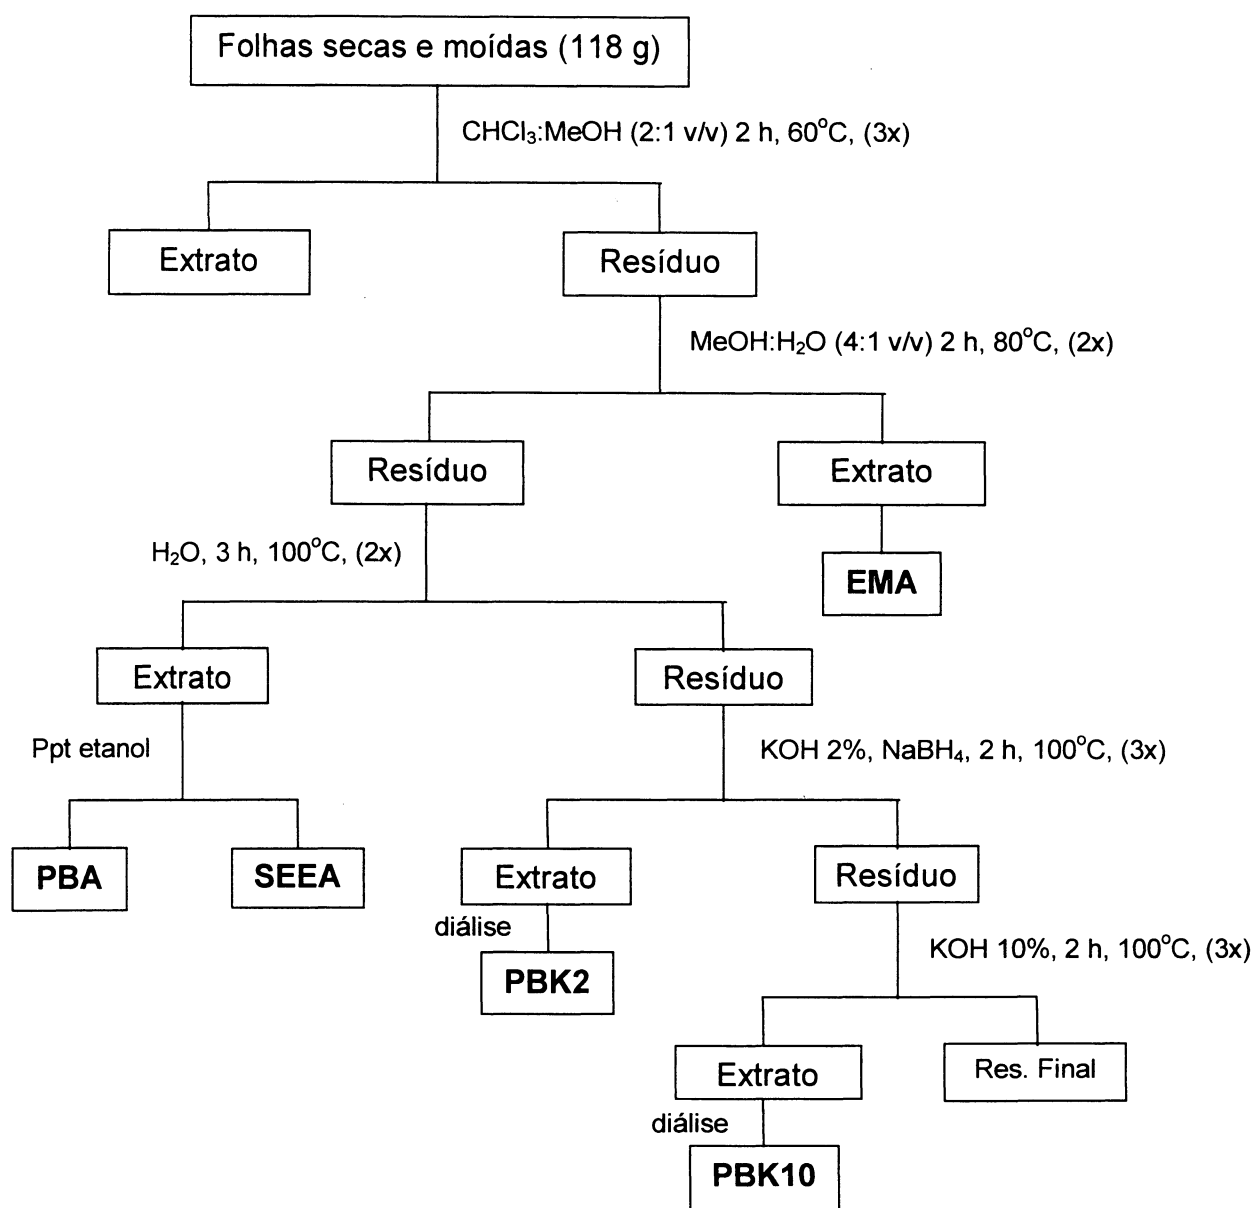 Folhas secas e moídas (118 g)
CHCl₃:MeOH (2:1 v/v) 2 h, 60°C, (3x)
Extrato
Resíduo
MeOH:H₂O (4:1 v/v) 2 h, 80°C, (2x)
Resíduo
Extrato
H₂O, 3 h, 100°C, (2x)
EMA
Extrato
Resíduo
Ppt etanol
KOH 2%, NaBH₄, 2 h, 100°C, (3x)
PBA
SEEA
Extrato
Resíduo
diálise
KOH 10%, 2 h, 100°C, (3x)
PBK2
Extrato
Res. Final
diálise
PBK10